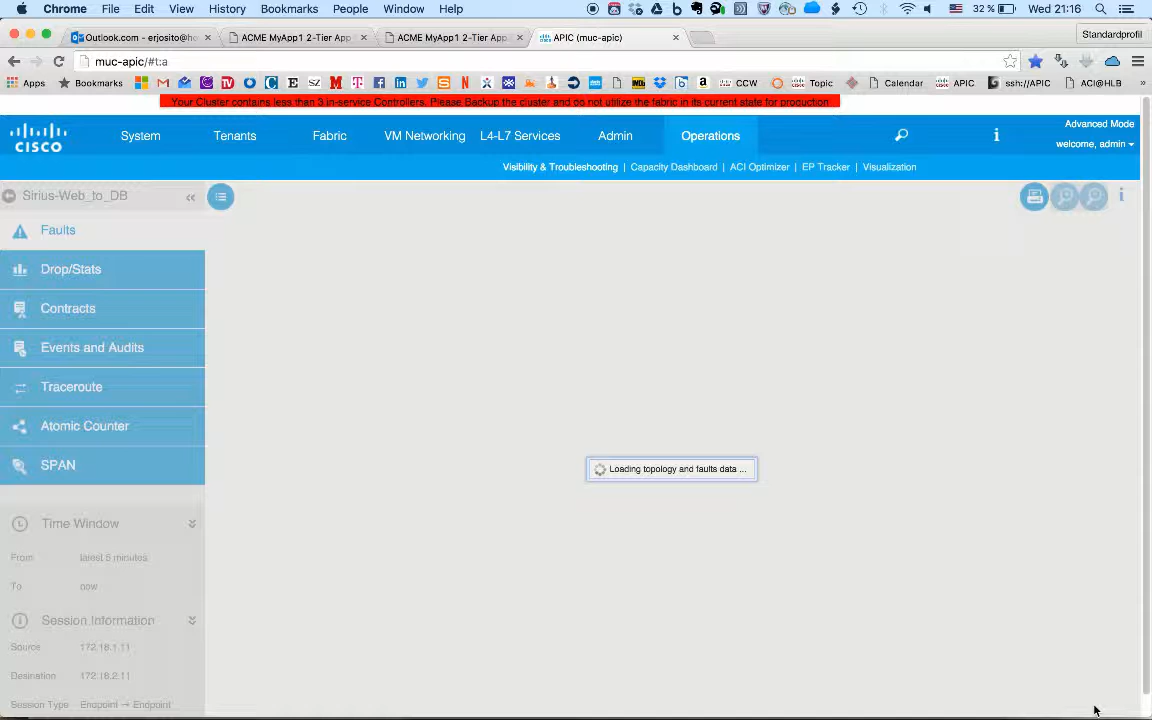 Chrome File Edit View History Bookmarks People Window Help 32 % Wed 21:16
Outlook.com - erjosito@ho ACME MyApp1 2-Tier App ACME MyApp1 2-Tier App APIC (muc-apic) Standardprofil
muc-apic/#t:a
Apps Bookmarks CCW Topic Calendar APIC ssh://APIC ACI@HLB
Your Cluster contains less than 3 in-service Controllers. Please Backup the cluster and do not utilize the fabric in its current state for production
CISCO System Tenants Fabric VM Networking L4-L7 Services Admin Operations Advanced Mode
welcome, admin
Visibility & Troubleshooting | Capacity Dashboard | ACI Optimizer | EP Tracker | Visualization
Sirius-Web_to_DB
Faults
Drop/Stats
Contracts
Events and Audits
Traceroute
Atomic Counter
SPAN
Loading topology and faults data ...
Time Window
From latest 5 minutes
To now
Session Information
Source 172.18.1.11
Desination 172.18.2.11
Session Type Endpoint → Endpoint